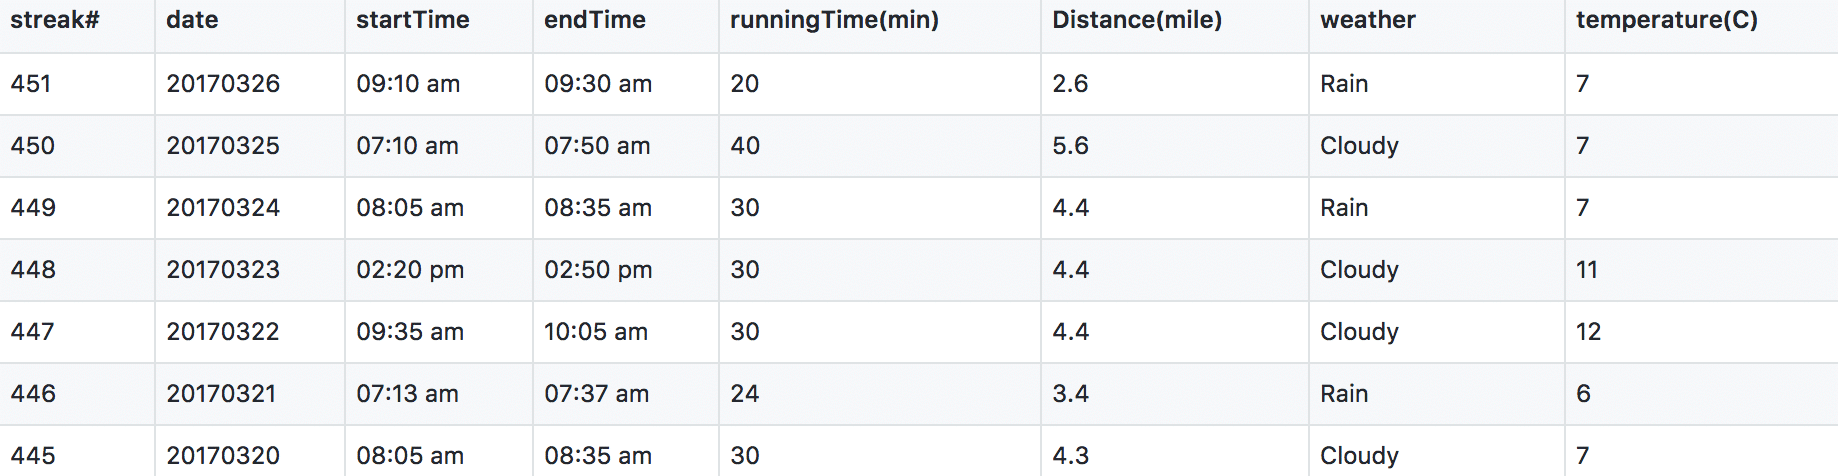 streak# date startTime endTime runningTime(min) Distance(mile) weather temperature(C)
451 20170326 09:10 am 09:30 am 20 2.6 Rain 7
450 20170325 07:10 am 07:50 am 40 5.6 Cloudy 7
449 20170324 08:05 am 08:35 am 30 4.4 Rain 7
448 20170323 02:20 pm 02:50 pm 30 4.4 Cloudy 11
447 20170322 09:35 am 10:05 am 30 4.4 Cloudy 12
446 20170321 07:13 am 07:37 am 24 3.4 Rain 6
445 20170320 08:05 am 08:35 am 30 4.3 Cloudy 7